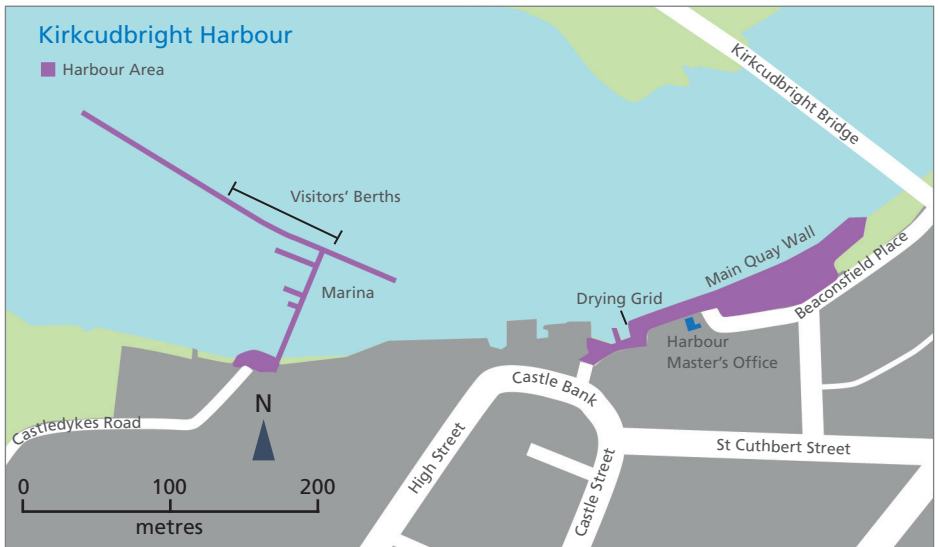 Kirkcudbright Harbour
Harbour Area
Kirkcudbright Bridge
Visitors' Berths
Marina
Main Quay Wall
Beaconsfield Place
Drying Grid
Harbour
Master's Office
Castle Bank
Castledykes Road
N
High Street
Castle Street
St Cuthbert Street
0 100 200
metres